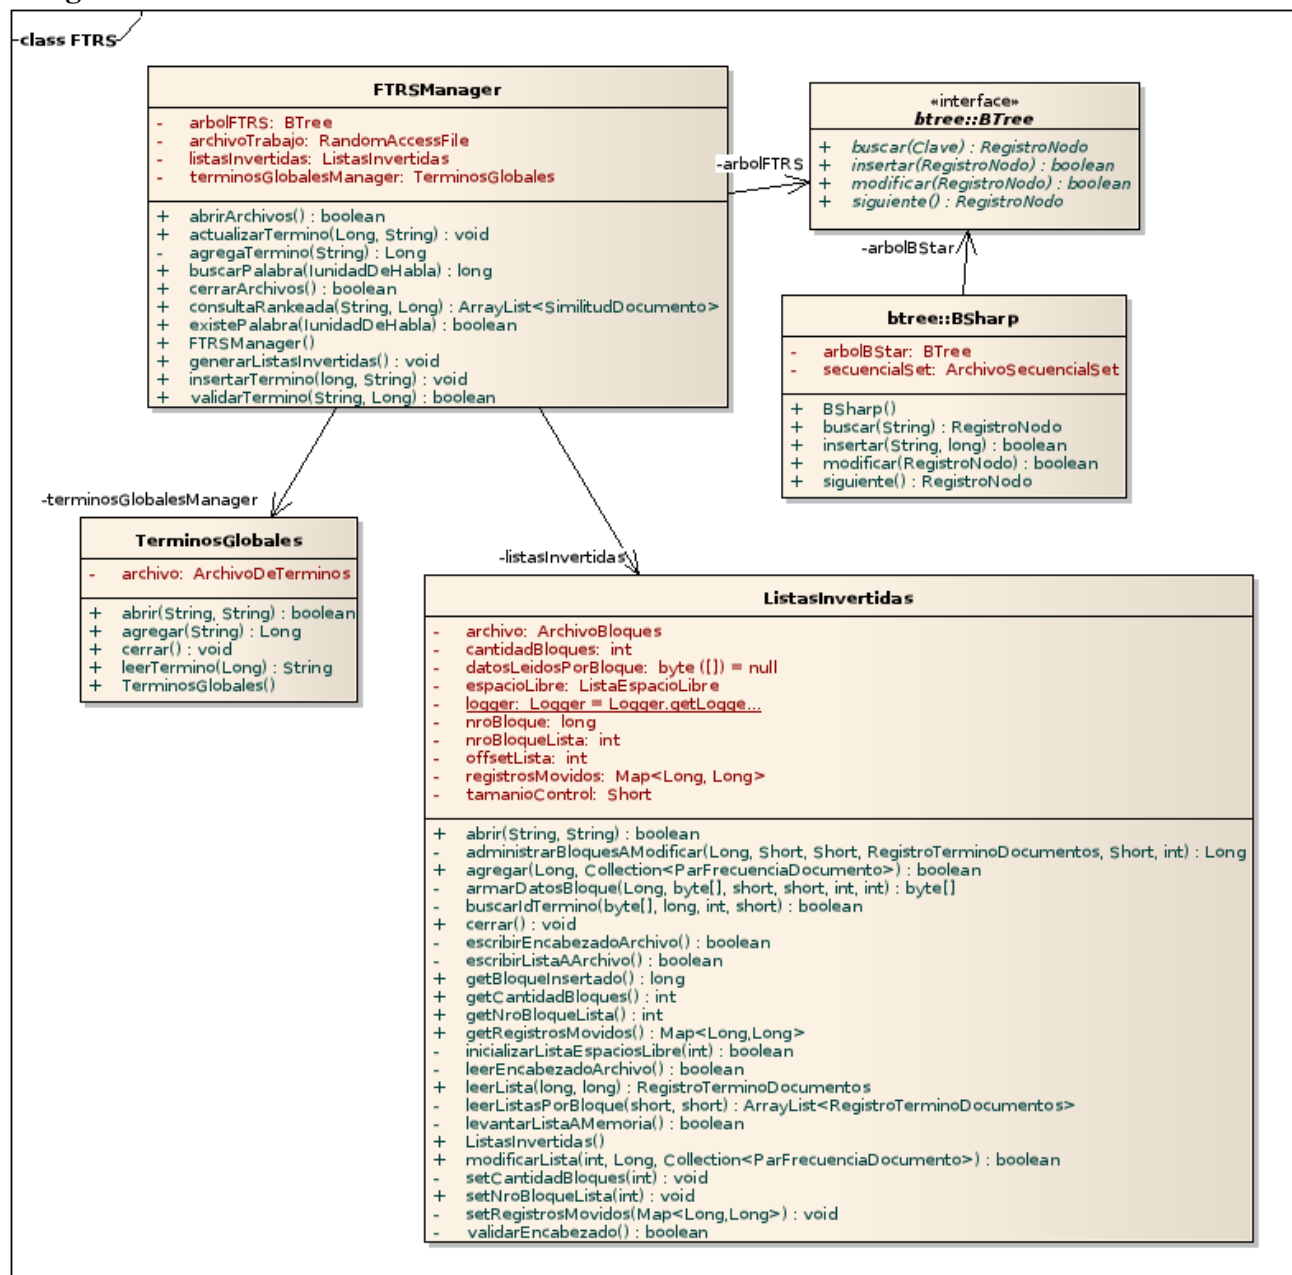 class FTRS
FTRSManager
- arbolFTRS: BTree
- archivoTrabajo: RandomAccessFile
- listasInvertidas: ListasInvertidas
- terminosGlobalesManager: TerminosGlobales
+ abrirArchivos() : boolean
+ actualizarTermino(Long, String) : void
- agregaTermino(String) : Long
+ buscarPalabra(IunidadDeHabla) : long
+ cerrarArchivos() : boolean
+ consultaRankeada(String, Long) : ArrayList<SimilitudDocumento>
+ existePalabra(IunidadDeHabla) : boolean
+ FTRSManager()
+ generarListasInvertidas() : void
+ insertarTermino(long, String) : void
+ validarTermino(String, Long) : boolean
-arbolFTRS
«interface»
btree::BTree
+ buscar(Clave) : RegistroNodo
+ insertar(RegistroNodo) : boolean
+ modificar(RegistroNodo) : boolean
+ siguiente() : RegistroNodo
-arbolBStar
btree::BSharp
- arbolBStar: BTree
- secuencialSet: ArchivoSecuencialSet
+ BSharp()
+ buscar(String) : RegistroNodo
+ insertar(String, long) : boolean
+ modificar(RegistroNodo) : boolean
+ siguiente() : RegistroNodo
-terminosGlobalesManager
TerminosGlobales
- archivo: ArchivoDeTerminos
+ abrir(String, String) : boolean
+ agregar(String) : Long
+ cerrar() : void
+ leerTermino(Long) : String
+ TerminosGlobales()
-listasInvertidas
ListasInvertidas
- archivo: ArchivoBloques
- cantidadBloques: int
- datosLeidosPorBloque: byte ([]) = null
- espacioLibre: ListaEspacioLibre
- logger: Logger = Logger.getLogge...
- nroBloque: long
- nroBloqueLista: int
- offsetLista: int
- registrosMovidos: Map<Long, Long>
- tamanioControl: Short
+ abrir(String, String) : boolean
- administrarBloquesAModificar(Long, Short, Short, RegistroTerminoDocumentos, Short, int) : Long
+ agregar(Long, Collection<ParFrecuenciaDocumento>) : boolean
- armarDatosBloque(Long, byte[], short, short, int, int) : byte[]
- buscarIdTermino(byte[], long, int, short) : boolean
+ cerrar() : void
- escribirEncabezadoArchivo() : boolean
- escribirListaAArchivo() : boolean
+ getBloqueInsertado() : long
+ getCantidadBloques() : int
+ getNroBloqueLista() : int
+ getRegistrosMovidos() : Map<Long,Long>
- inicializarListaEspaciosLibre(int) : boolean
- leerEncabezadoArchivo() : boolean
+ leerLista(long, long) : RegistroTerminoDocumentos
- leerListasPorBloque(short, short) : ArrayList<RegistroTerminoDocumentos>
- levantarListaAMemoria() : boolean
+ ListasInvertidas()
+ modificarLista(int, Long, Collection<ParFrecuenciaDocumento>) : boolean
- setCantidadBloques(int) : void
+ setNroBloqueLista(int) : void
- setRegistrosMovidos(Map<Long,Long>) : void
- validarEncabezado() : boolean